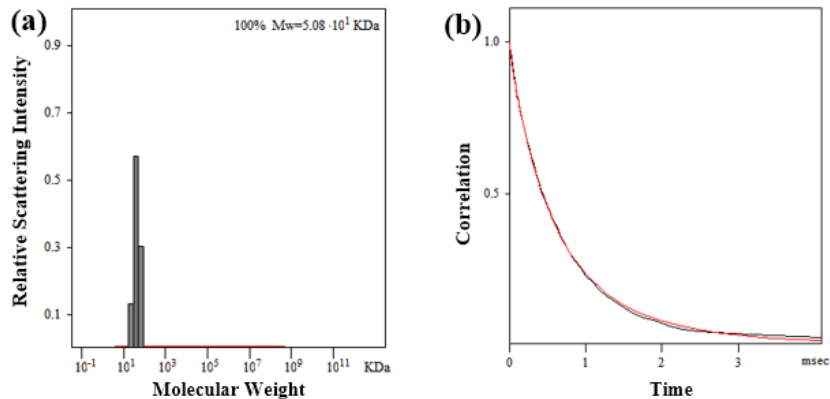 (a)
100% Mw=5.08·10¹ KDa
Relative Scattering Intensity
0.9
0.7
0.5
0.3
0.1
10⁻¹ 10¹ 10³ 10⁵ 10⁷ 10⁹ 10¹¹ KDa
Molecular Weight
(b)
Correlation
1.0
0.5
0 1 2 3 msec
Time